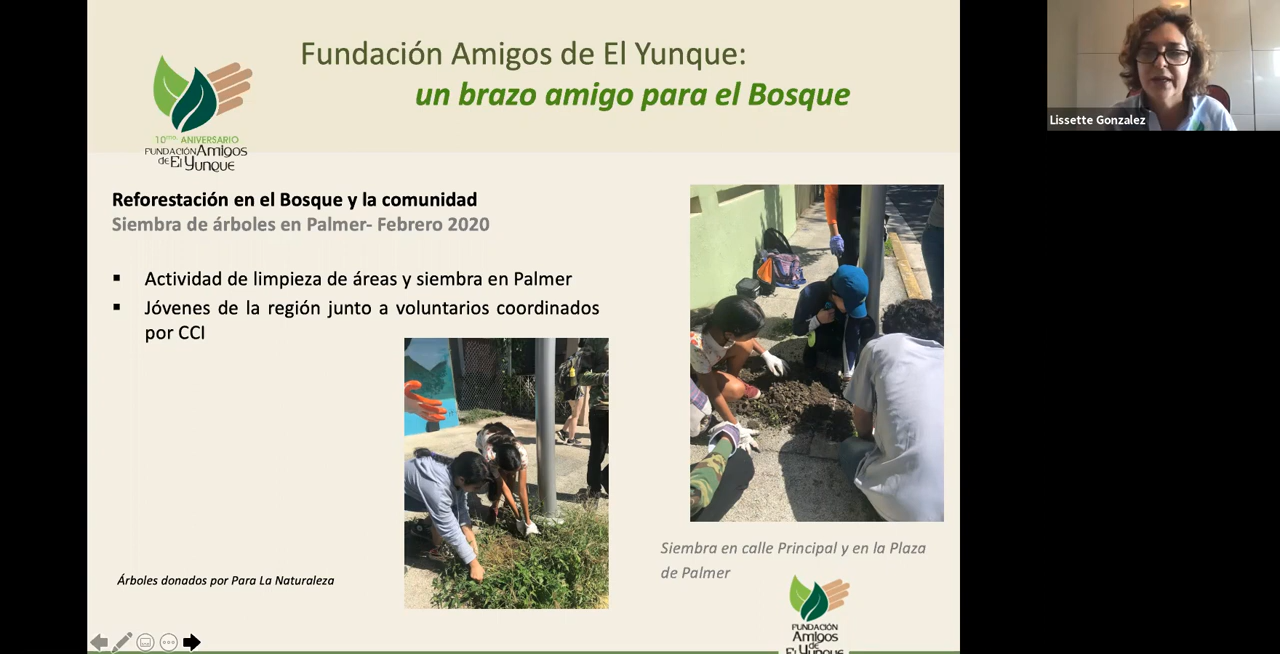 Fundación Amigos de El Yunque:
un brazo amigo para el Bosque
10mo. ANIVERSARIO
FUNDACIÓN Amigos
de El Yunque
Lissette Gonzalez
Reforestación en el Bosque y la comunidad
Siembra de árboles en Palmer- Febrero 2020
▪ Actividad de limpieza de áreas y siembra en Palmer
▪ Jóvenes de la región junto a voluntarios coordinados
por CCI
Siembra en calle Principal y en la Plaza
de Palmer
Árboles donados por Para La Naturaleza
FUNDACIÓN
Amigos
de
El Yunque